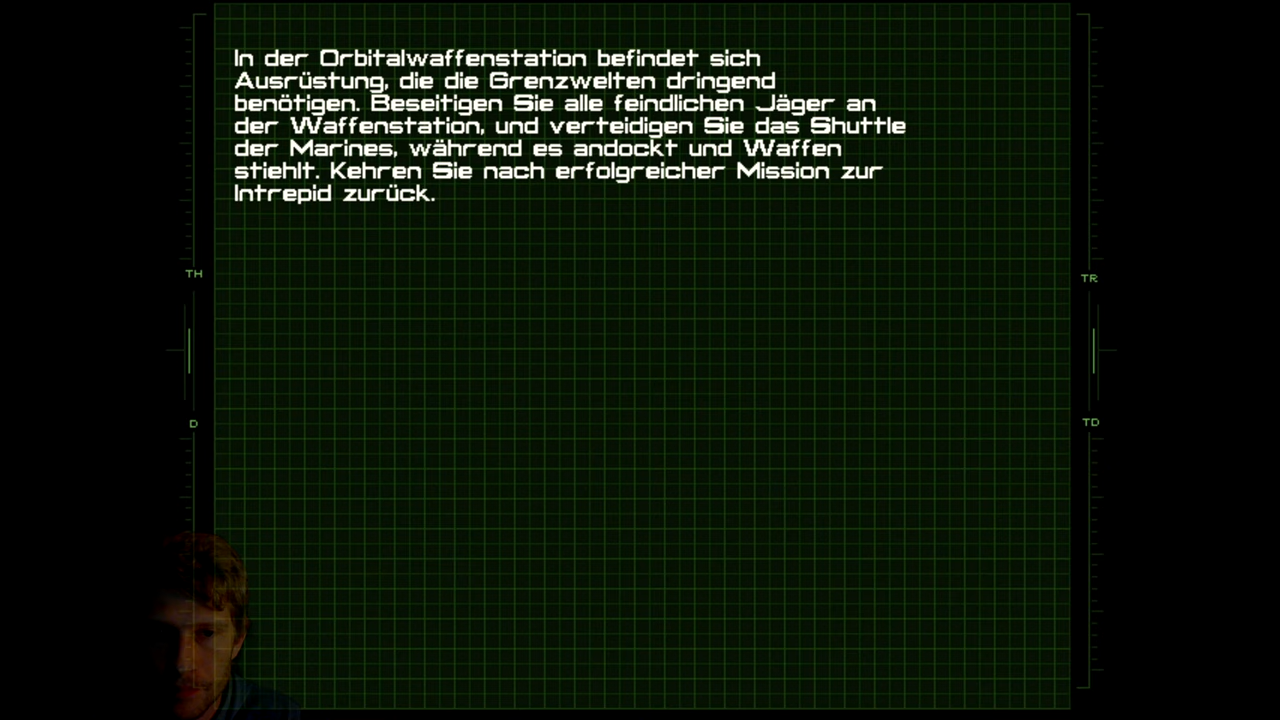 In der Orbitalwaffenstation befindet sich
Ausrüstung, die die Grenzwelten dringend
benötigen. Beseitigen Sie alle feindlichen Jäger an
der Waffenstation, und verteidigen Sie das Shuttle
der Marines, während es andockt und Waffen
stiehlt. Kehren Sie nach erfolgreicher Mission zur
Intrepid zurück.
TH
TR
D
TD